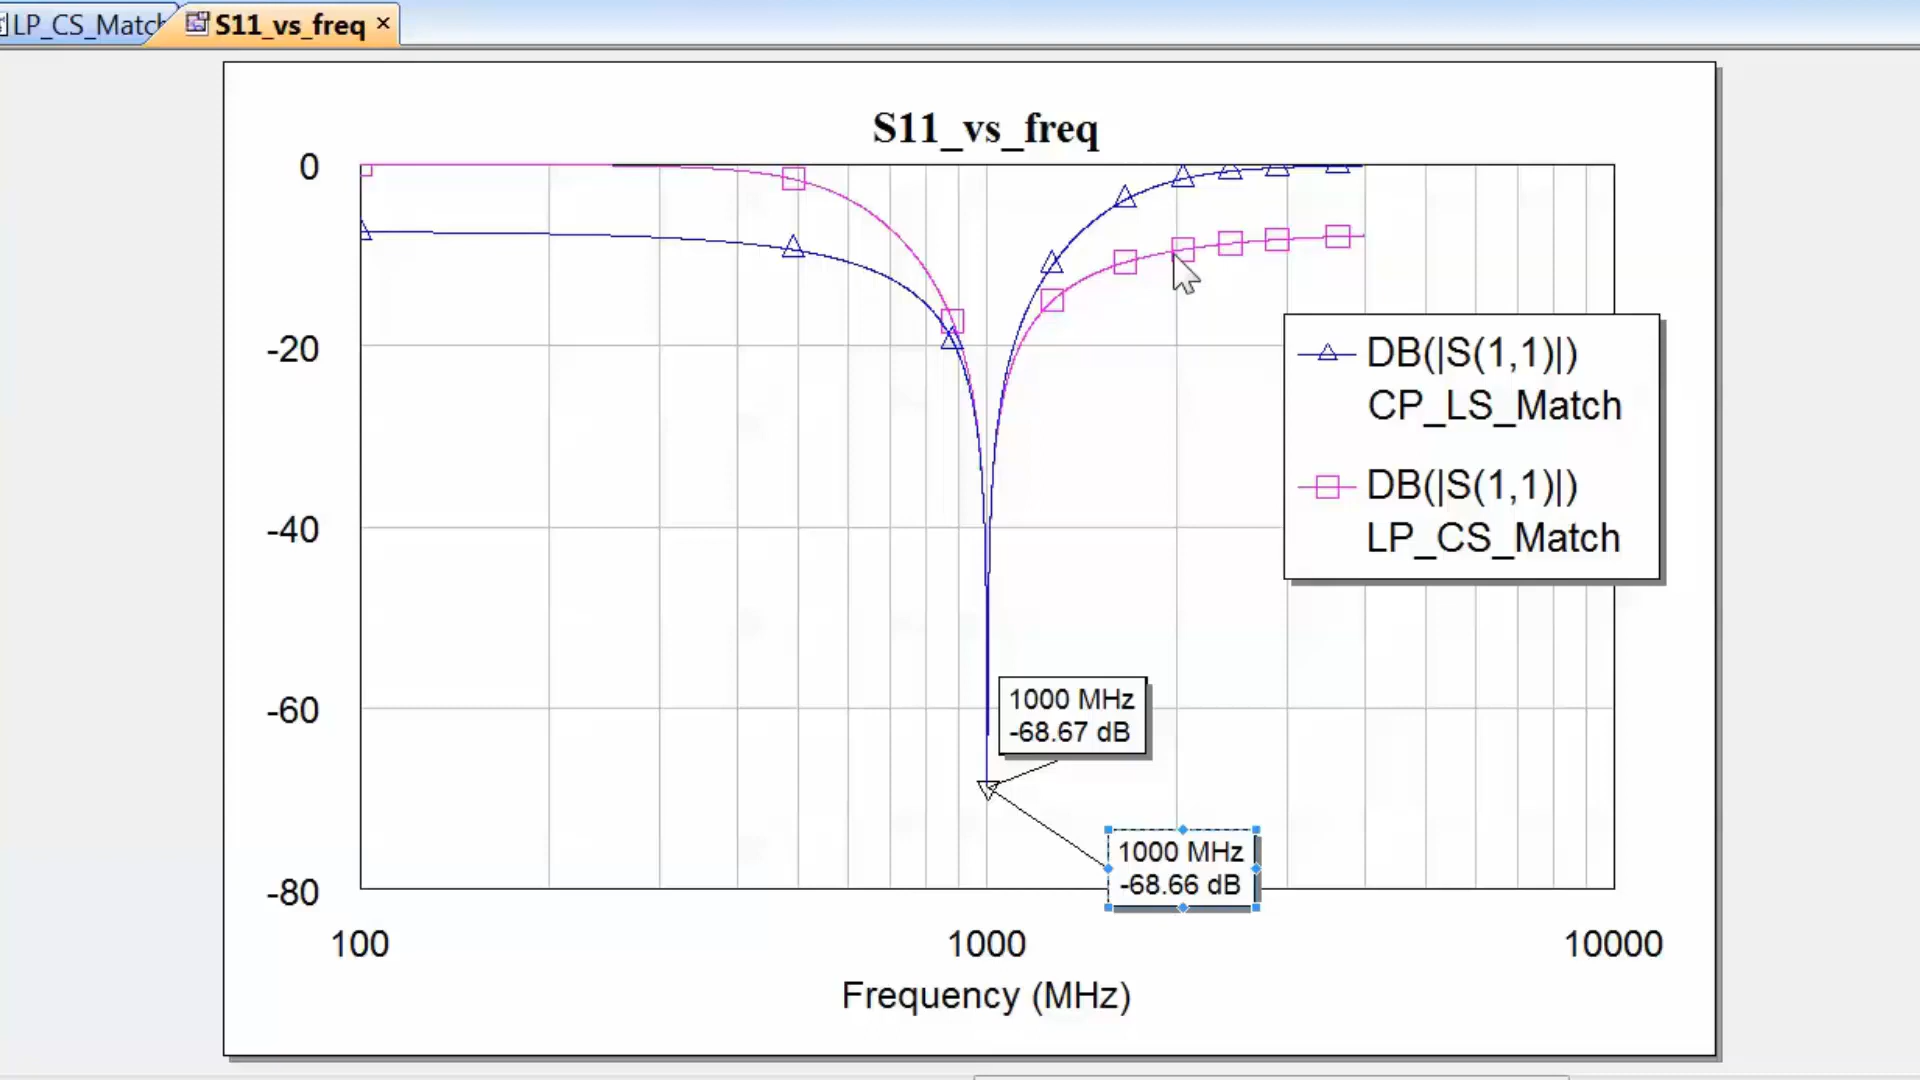 LP_CS_Matc
S11_vs_freq ×
S11_vs_freq
0
-20
-40
-60
-80
DB(|S(1,1)|)
CP_LS_Match
DB(|S(1,1)|)
LP_CS_Match
1000 MHz
-68.67 dB
1000 MHz
-68.66 dB
100
1000
10000
Frequency (MHz)